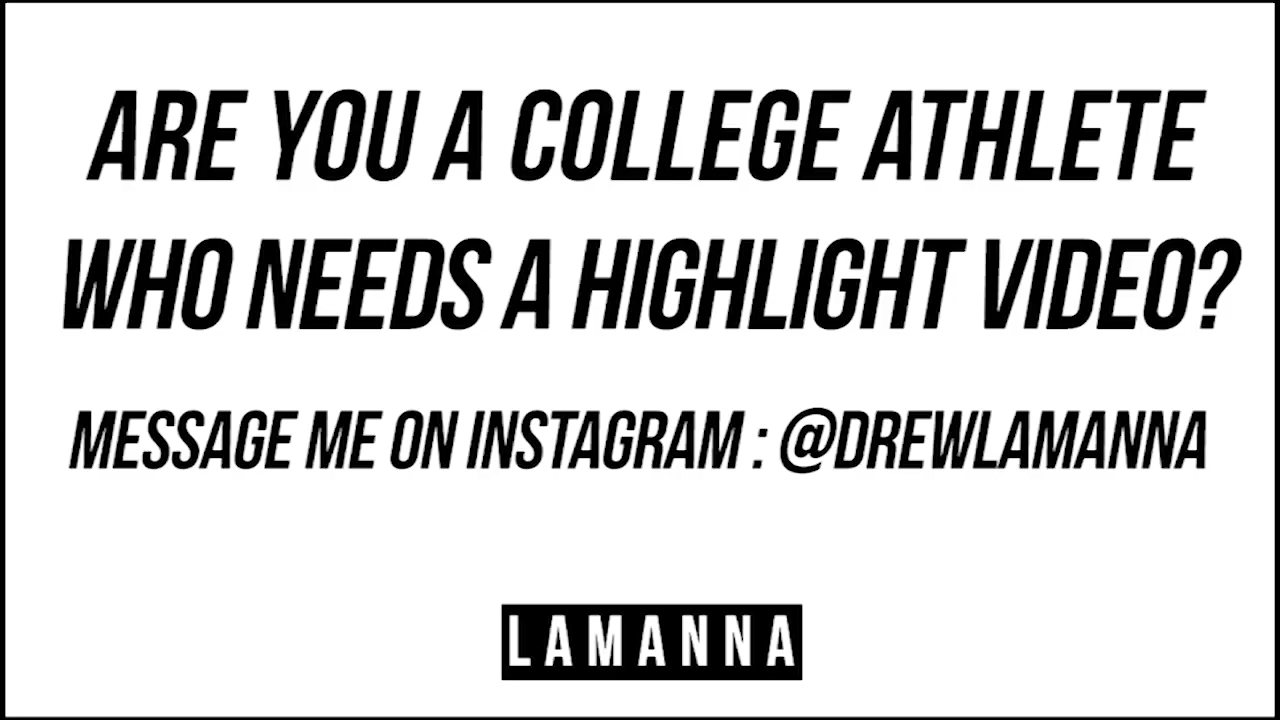 ARE YOU A COLLEGE ATHLETE
WHO NEEDS A HIGHLIGHT VIDEO?
MESSAGE ME ON INSTAGRAM : @DREWLAMANNA
LAMANNA